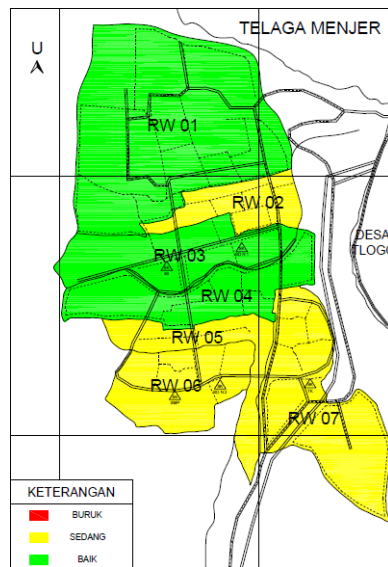 TELAGA MENJER
U
RW 01
RW 02
DESA
TLOGO
RW 03
RW 04
RW 05
RW 06
RW 07
KETERANGAN
BURUK
SEDANG
BAIK